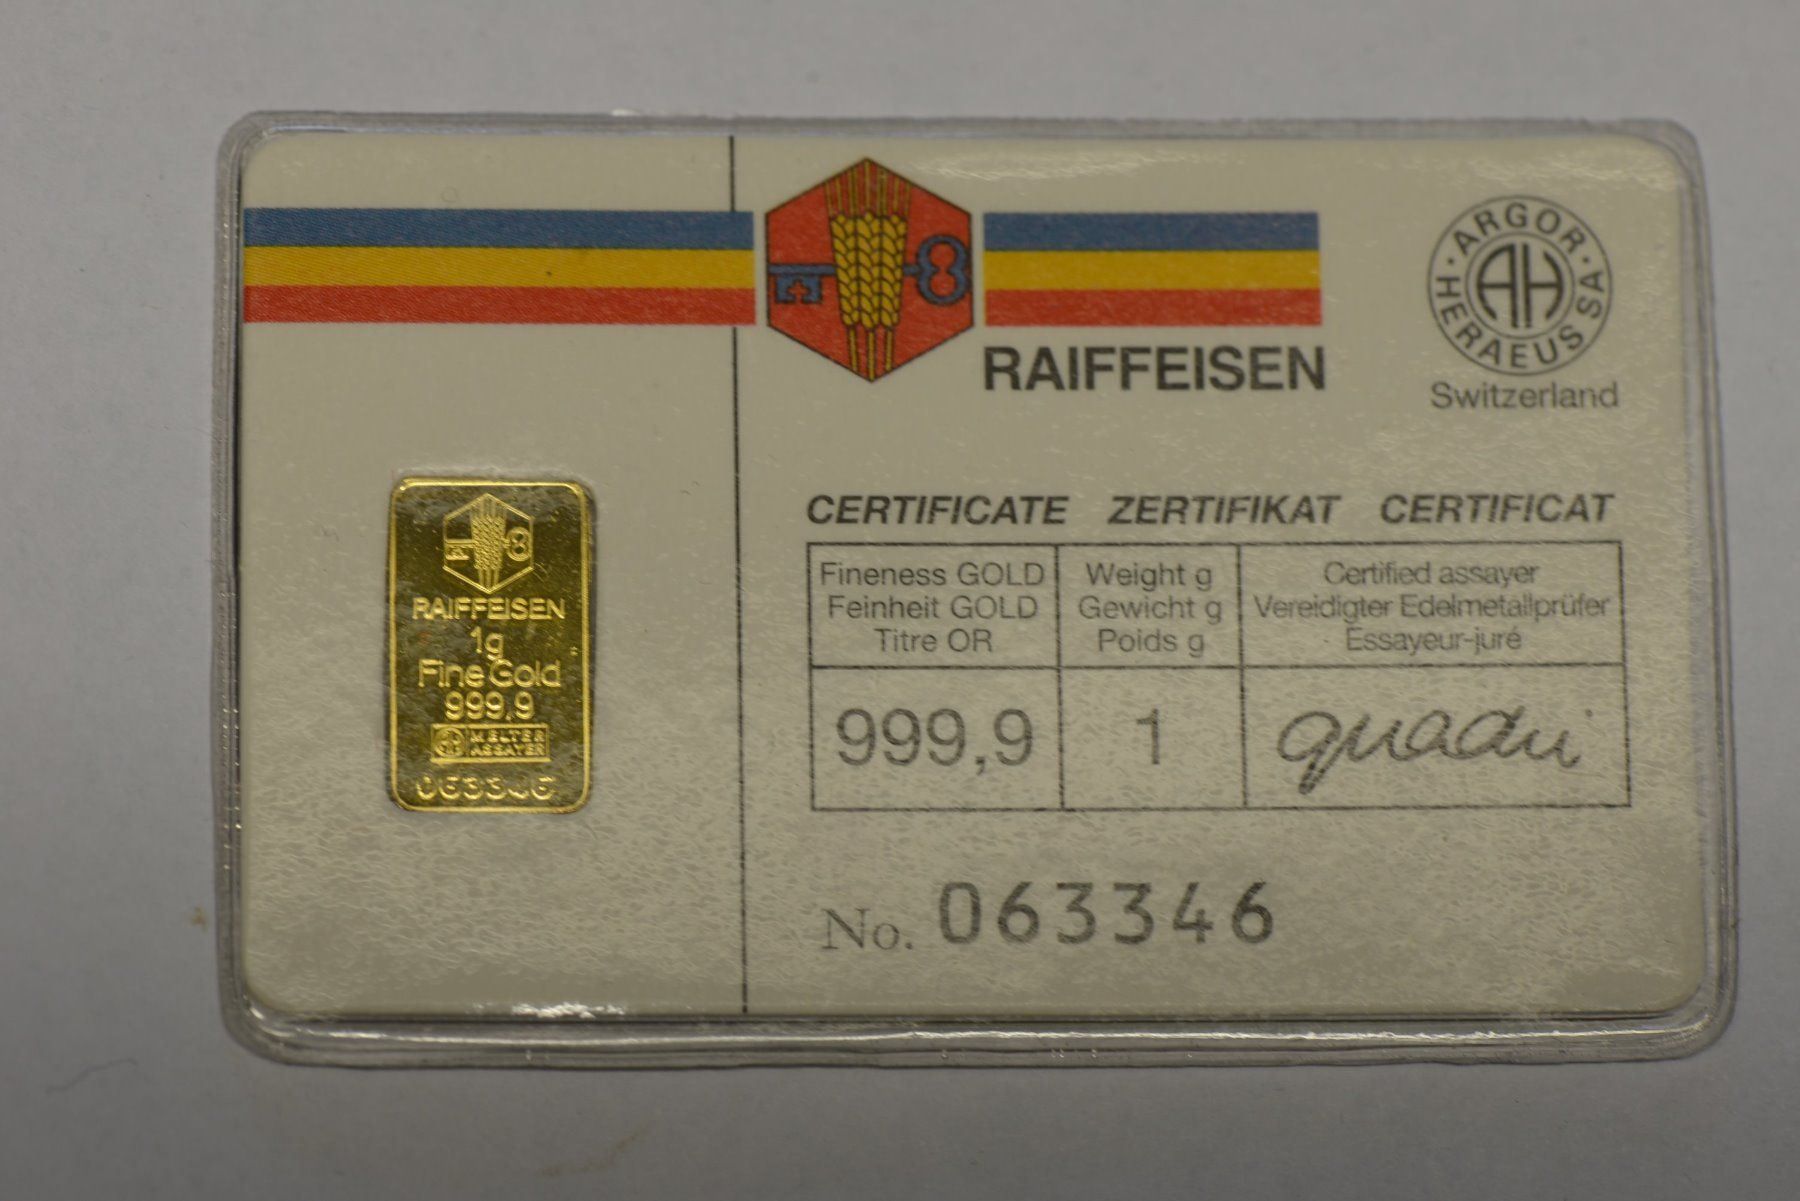 RAIFFEISEN
ARGOR
HERAEUS SA
AH
Switzerland
RAIFFEISEN
1g
Fine Gold
999,9
MELTER
ASSAYER
063346
CERTIFICATE ZERTIFIKAT CERTIFICAT
Fineness GOLD
Feinheit GOLD
Titre OR
Weight g
Gewicht g
Poids g
Certified assayer
Vereidigter Edelmetallprüfer
Essayeur-juré
999,9
1
No. 063346